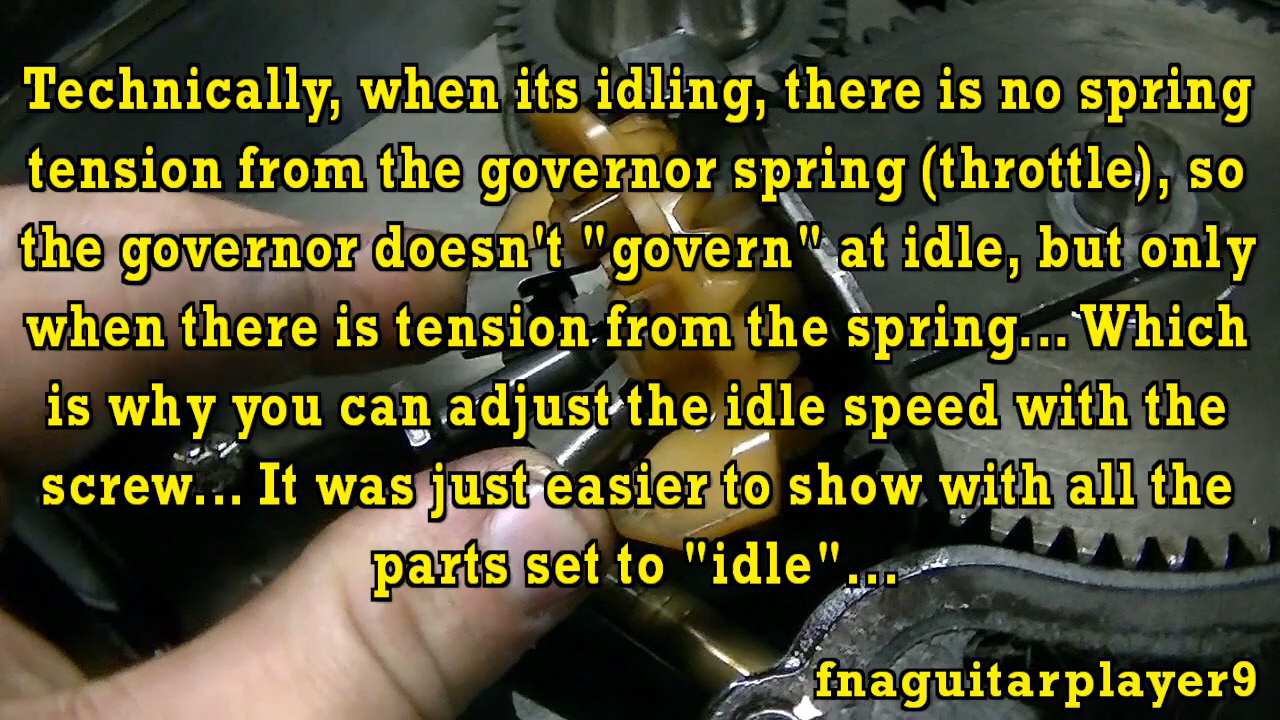 Technically, when its idling, there is no spring
tension from the governor spring (throttle), so
the governor doesn't "govern" at idle, but only
when there is tension from the spring... Which
is why you can adjust the idle speed with the
screw... It was just easier to show with all the
parts set to "idle"...
fnaguitarplayer9